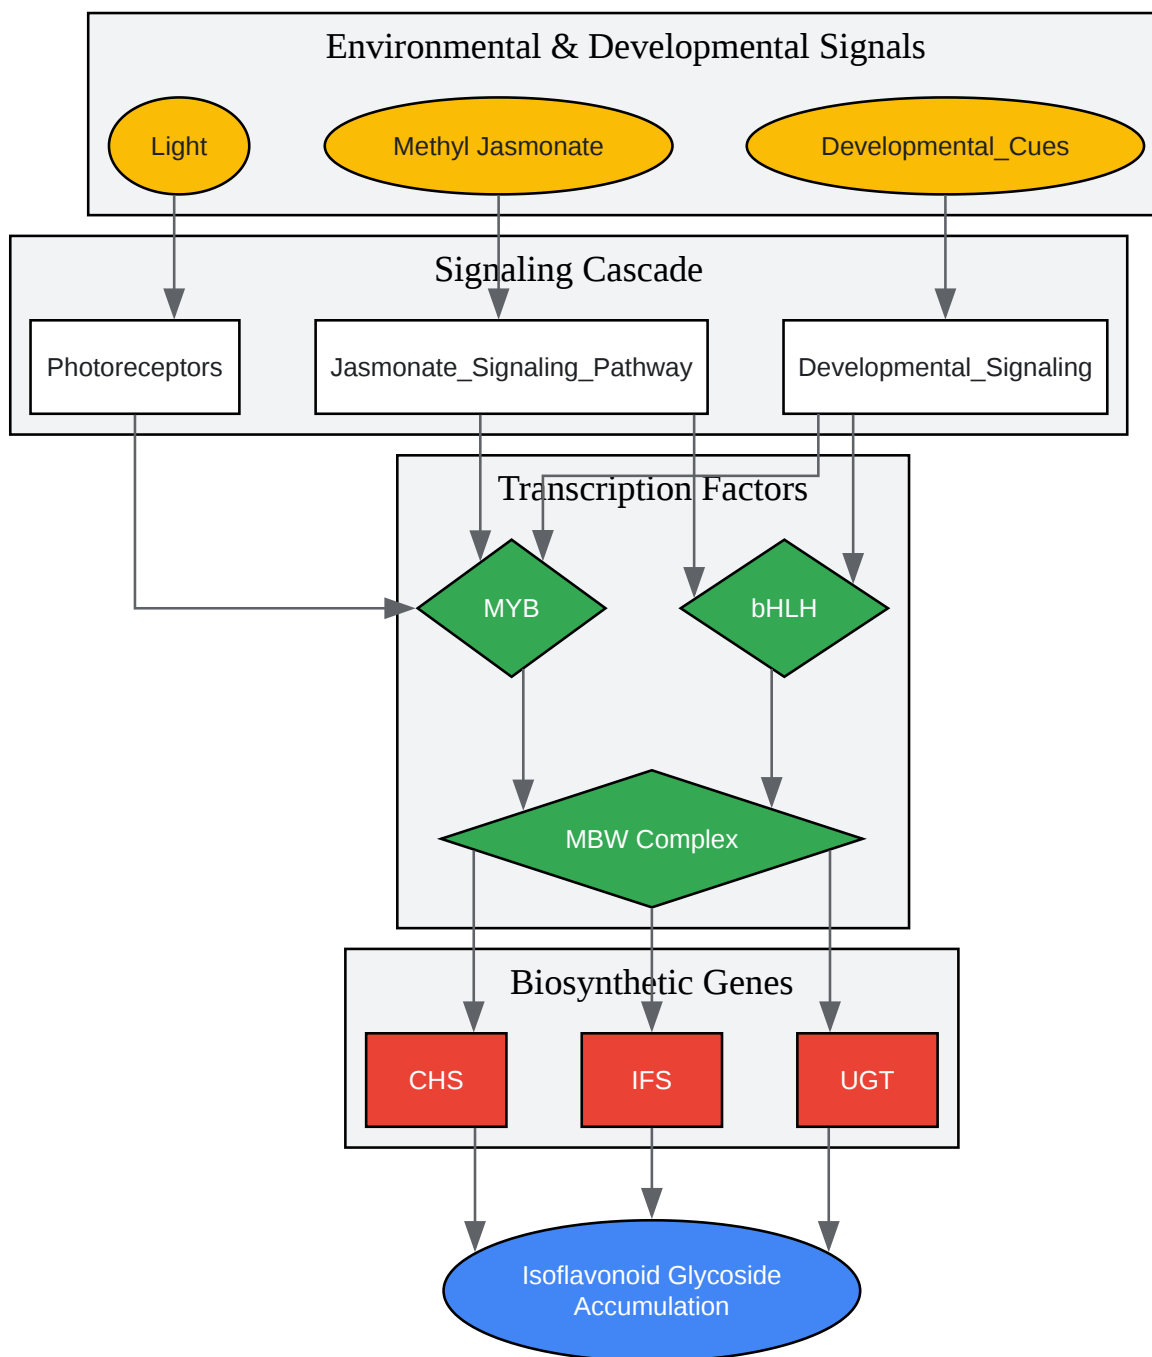 Environmental & Developmental Signals
Light
Methyl Jasmonate
Developmental_Cues
Signaling Cascade
Photoreceptors
Jasmonate_Signaling_Pathway
Developmental_Signaling
Transcription Factors
MYB
bHLH
MBW Complex
Biosynthetic Genes
CHS
IFS
UGT
Isoflavonoid Glycoside
Accumulation